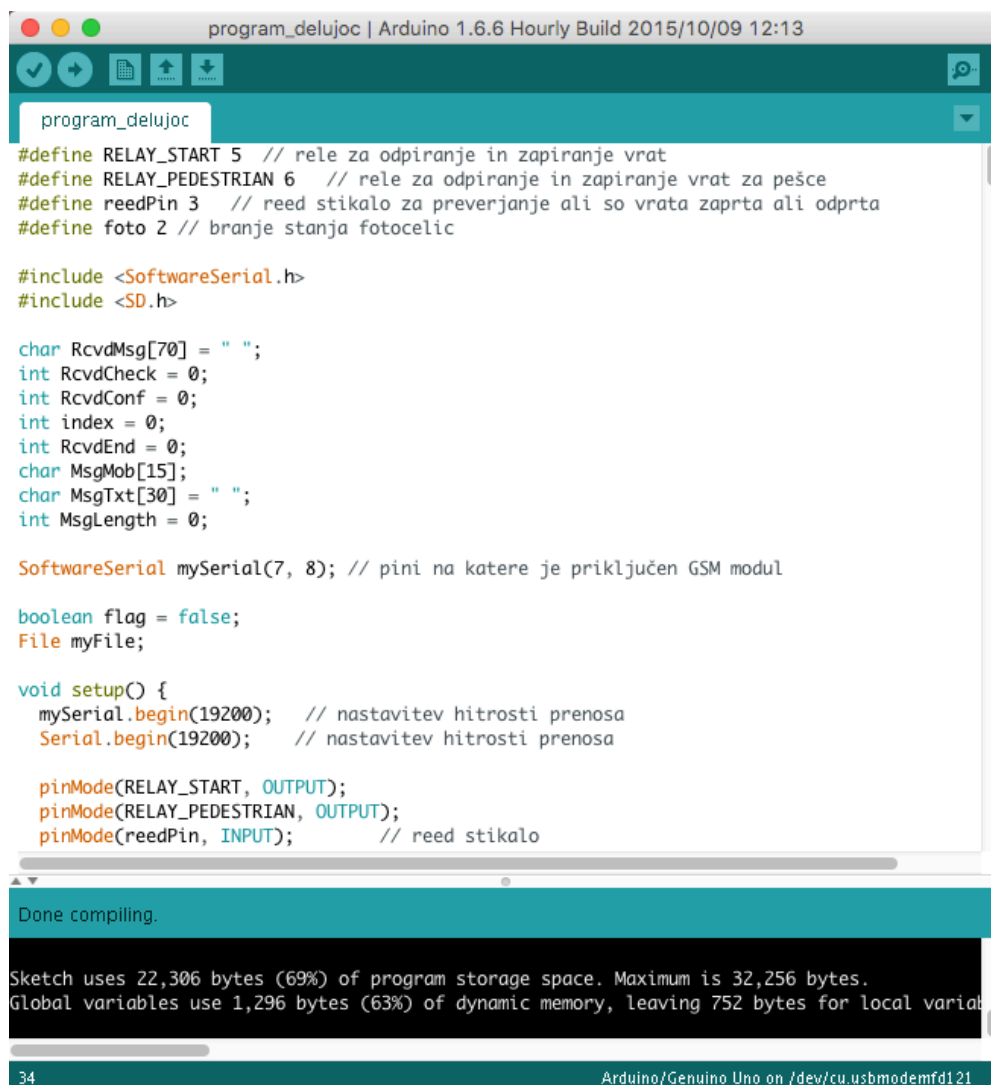 program_delujoc | Arduino 1.6.6 Hourly Build 2015/10/09 12:13
program_delujoc
#define RELAY_START 5  // rele za odpiranje in zapiranje vrat
#define RELAY_PEDESTRIAN 6   // rele za odpiranje in zapiranje vrat za pešce
#define reedPin 3   // reed stikalo za preverjanje ali so vrata zaprta ali odprta
#define foto 2 // branje stanja fotocelic
#include <SoftwareSerial.h>
#include <SD.h>
char RcvdMsg[70] = " ";
int RcvdCheck = 0;
int RcvdConf = 0;
int index = 0;
int RcvdEnd = 0;
char MsgMob[15];
char MsgTxt[30] = " ";
int MsgLength = 0;
SoftwareSerial mySerial(7, 8); // pini na katere je priključen GSM modul
boolean flag = false;
File myFile;
void setup() {
  mySerial.begin(19200);   // nastavitev hitrosti prenosa
  Serial.begin(19200);    // nastavitev hitrosti prenosa
  pinMode(RELAY_START, OUTPUT);
  pinMode(RELAY_PEDESTRIAN, OUTPUT);
  pinMode(reedPin, INPUT);        // reed stikalo
Done compiling.
Sketch uses 22,306 bytes (69%) of program storage space. Maximum is 32,256 bytes.
Global variables use 1,296 bytes (63%) of dynamic memory, leaving 752 bytes for local
34
Arduino/Genuino Uno on /dev/cu.usbmodemfd121